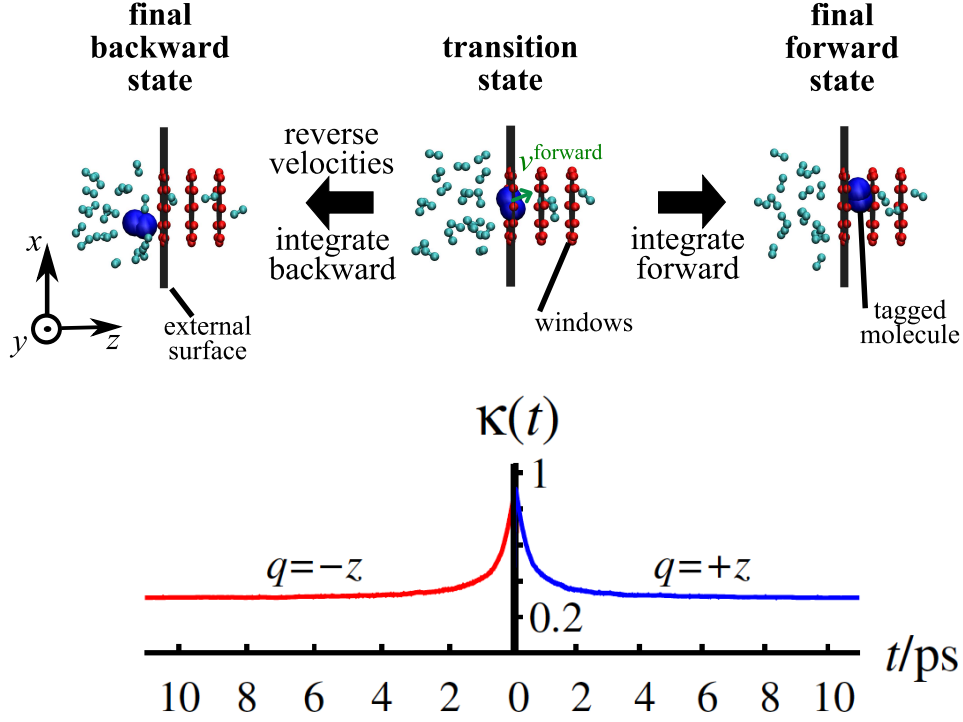 final
backward
state
transition
state
final
forward
state
reverse
velocities
integrate
backward
v^forward
integrate
forward
x
y
z
external
surface
windows
tagged
molecule
κ(t)
1
q=−z
q=+z
0.2
t/ps
10 8 6 4 2 0 2 4 6 8 10